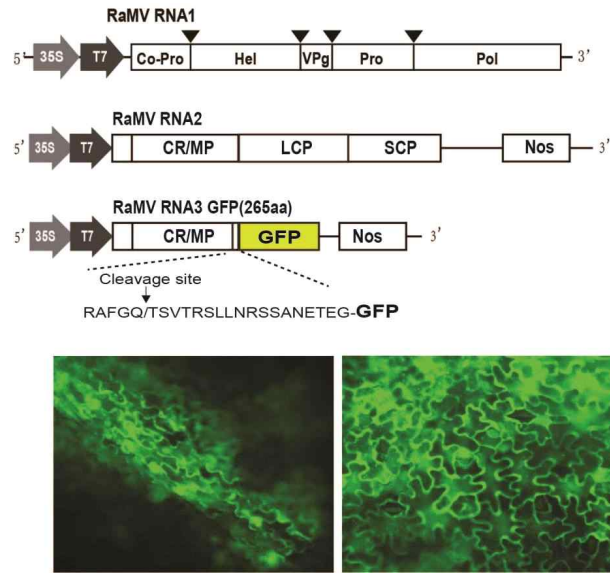 RaMV RNA1
5' 35S T7 Co-Pro Hel VPg Pro Pol 3'
RaMV RNA2
5' 35S T7 CR/MP LCP SCP Nos 3'
RaMV RNA3 GFP(265aa)
5' 35S T7 CR/MP GFP Nos 3'
Cleavage site
RAFGQ/TSVTRSLLNRSSANETEG-GFP